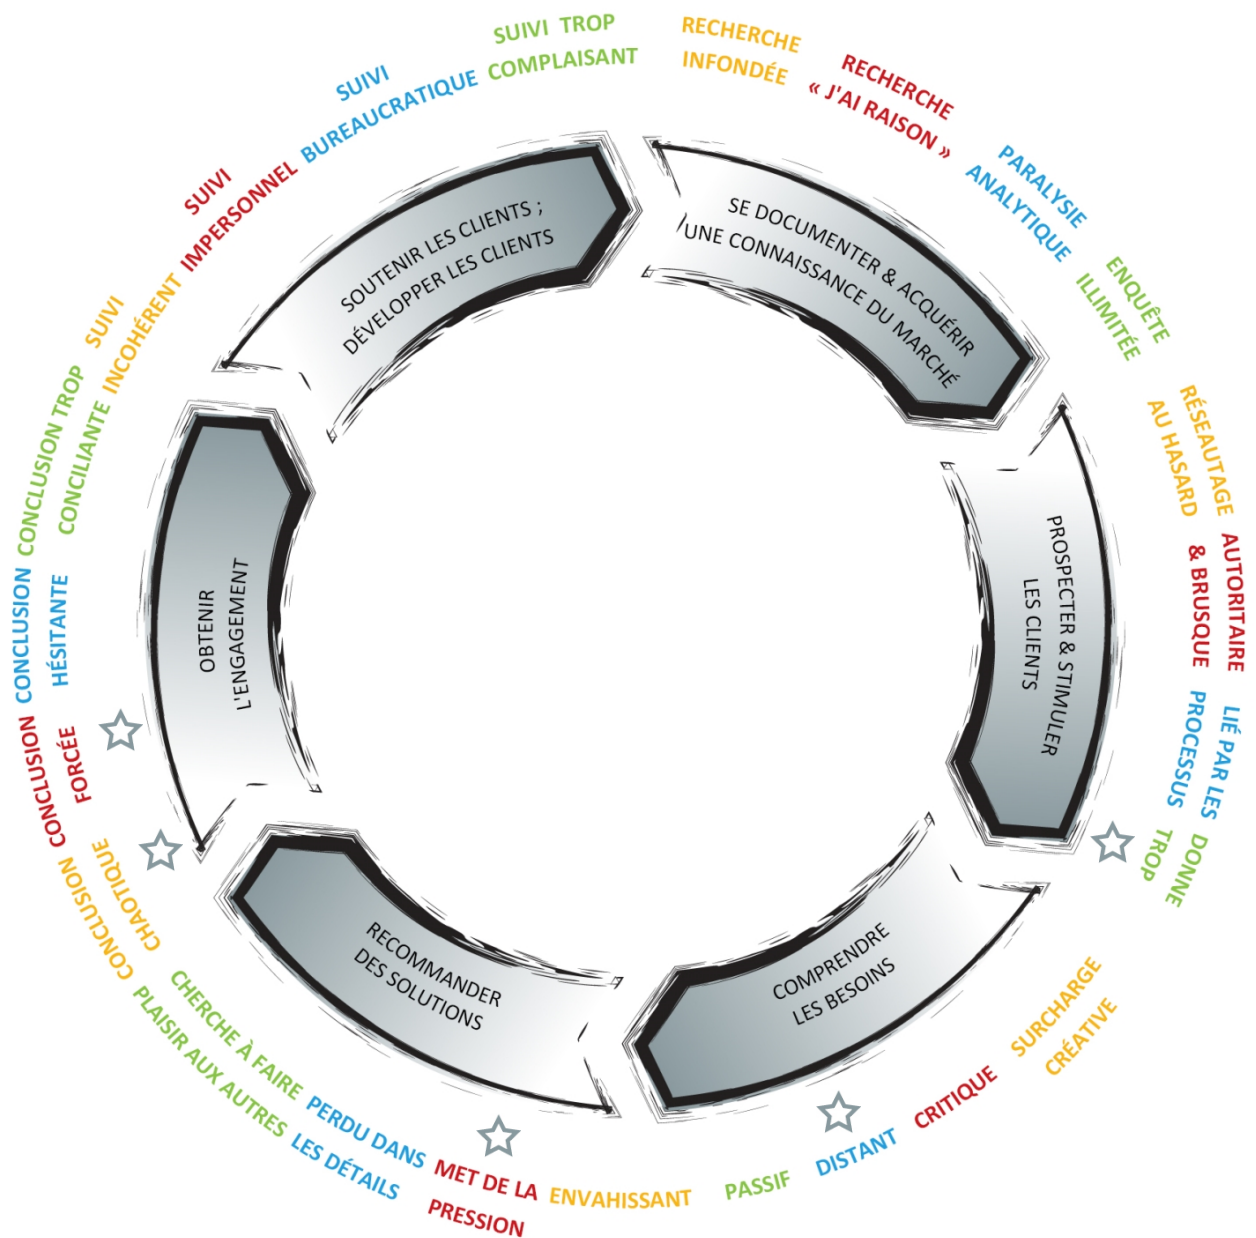 RECHERCHE
INFONDÉE
RECHERCHE
« J'AI RAISON »
PARALYSIE
ANALYTIQUE
ENQUÊTE
ILLIMITÉE
SE DOCUMENTER & ACQUÉRIR
UNE CONNAISSANCE DU MARCHÉ
RÉSEAUTAGE
AU HASARD
AUTORITAIRE
& BRUSQUE
LIÉ PAR LES
PROCESSUS
DONNE
TROP
PROSPECTER & STIMULER
LES CLIENTS
SURCHARGE
CRÉATIVE
CRITIQUE
DISTANT
PASSIF
COMPRENDRE
LES BESOINS
ENVAHISSANT
MET DE LA
PRESSION
PERDU DANS
LES DÉTAILS
CHERCHE À FAIRE
PLAISIR AUX AUTRES
RECOMMANDER
DES SOLUTIONS
CONCLUSION
CHAOTIQUE
CONCLUSION
FORCÉE
CONCLUSION
HÉSITANTE
CONCLUSION TROP
CONCILIANTE
OBTENIR
L'ENGAGEMENT
SUIVI
INCOHÉRENT
SUIVI
IMPERSONNEL
SUIVI
BUREAUCRATIQUE
SUIVI TROP
COMPLAISANT
SOUTENIR LES CLIENTS ;
DÉVELOPPER LES CLIENTS